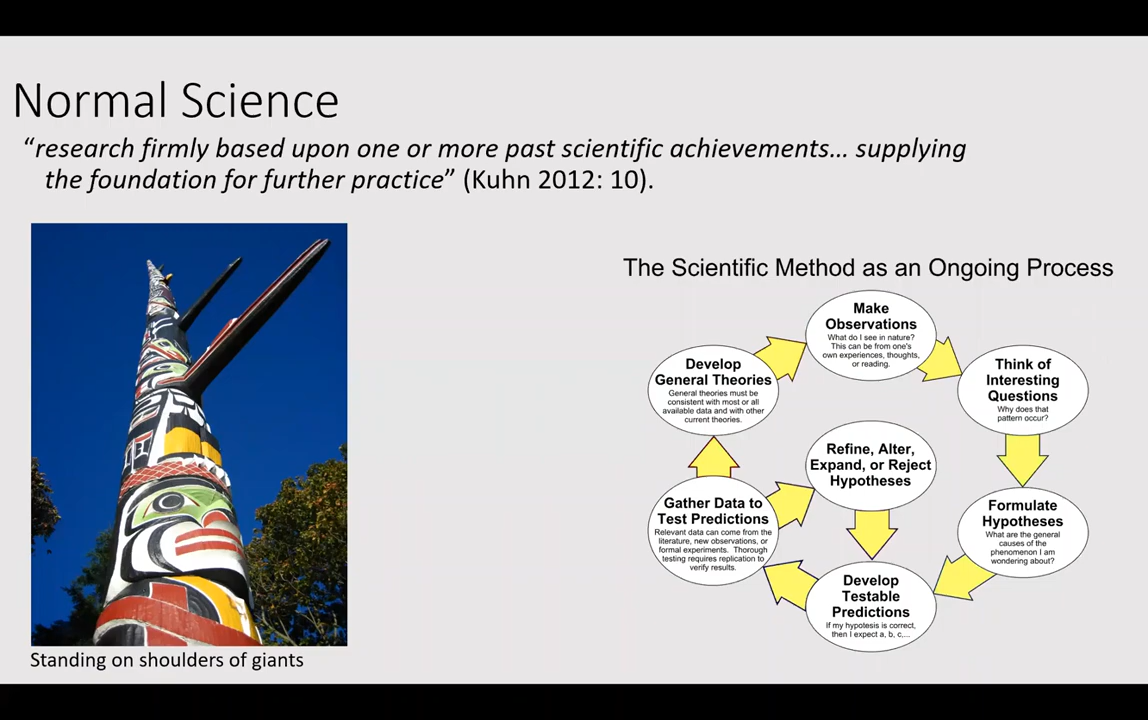 Normal Science
“research firmly based upon one or more past scientific achievements… supplying
the foundation for further practice” (Kuhn 2012: 10).
Standing on shoulders of giants
The Scientific Method as an Ongoing Process
Make
Observations
What do I see in nature?
This can be from one's
own experiences, thoughts,
or reading.
Think of
Interesting
Questions
Why does that
pattern occur?
Formulate
Hypotheses
What are the general
causes of the
phenomenon I am
wondering about?
Develop
Testable
Predictions
If my hypotesis is correct,
then I expect a, b, c,...
Gather Data to
Test Predictions
Relevant data can come from the
literature, new observations, or
formal experiments. Thorough
testing requires replication to
verify results.
Refine, Alter,
Expand, or Reject
Hypotheses
Develop
General Theories
General theories must be
consistent with most or all
available data and with other
current theories.